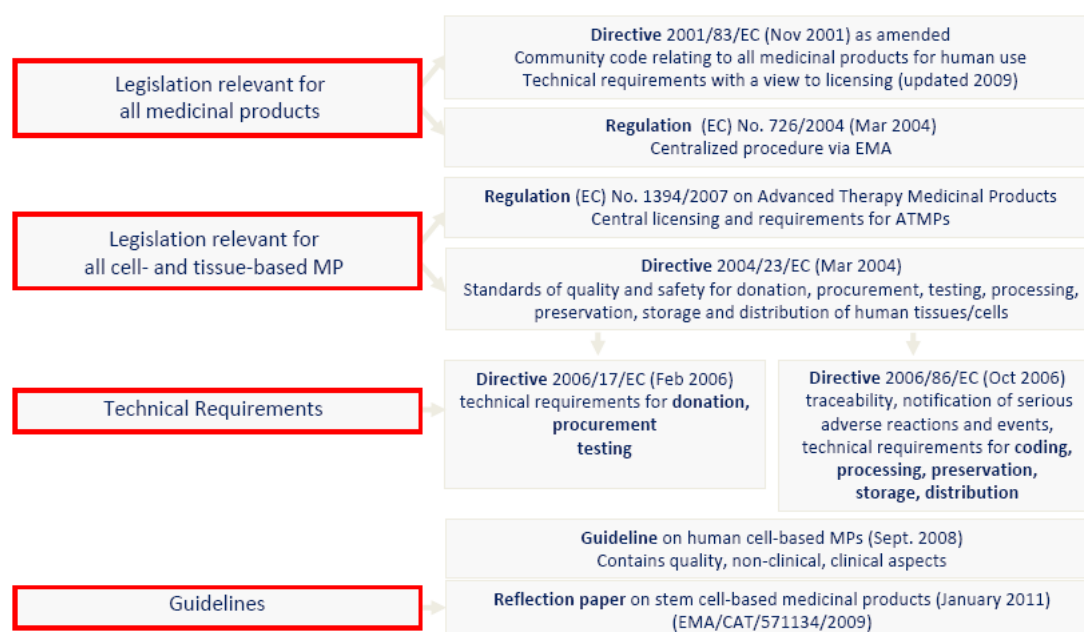 Legislation relevant for
all medicinal products
Directive 2001/83/EC (Nov 2001) as amended
Community code relating to all medicinal products for human use
Technical requirements with a view to licensing (updated 2009)
Regulation (EC) No. 726/2004 (Mar 2004)
Centralized procedure via EMA
Legislation relevant for
all cell- and tissue-based MP
Regulation (EC) No. 1394/2007 on Advanced Therapy Medicinal Products
Central licensing and requirements for ATMPs
Directive 2004/23/EC (Mar 2004)
Standards of quality and safety for donation, procurement, testing, processing,
preservation, storage and distribution of human tissues/cells
Technical Requirements
Directive 2006/17/EC (Feb 2006)
technical requirements for donation,
procurement
testing
Directive 2006/86/EC (Oct 2006)
traceability, notification of serious
adverse reactions and events,
technical requirements for coding,
processing, preservation,
storage, distribution
Guidelines
Guideline on human cell-based MPs (Sept. 2008)
Contains quality, non-clinical, clinical aspects
Reflection paper on stem cell-based medicinal products (January 2011)
(EMA/CAT/571134/2009)